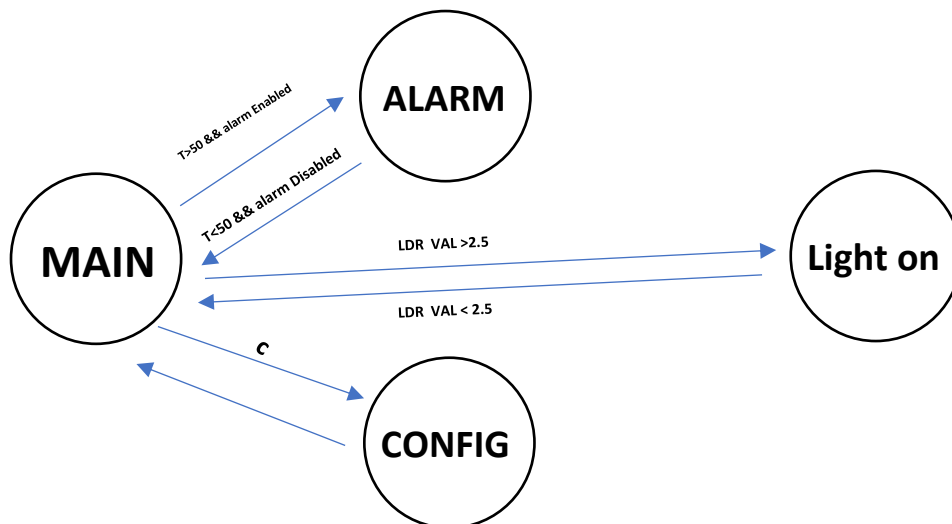 ALARM
T>50 && alarm Enabled
T<50 && alarm Disabled
MAIN
LDR VAL >2.5
Light on
LDR VAL < 2.5
c
CONFIG